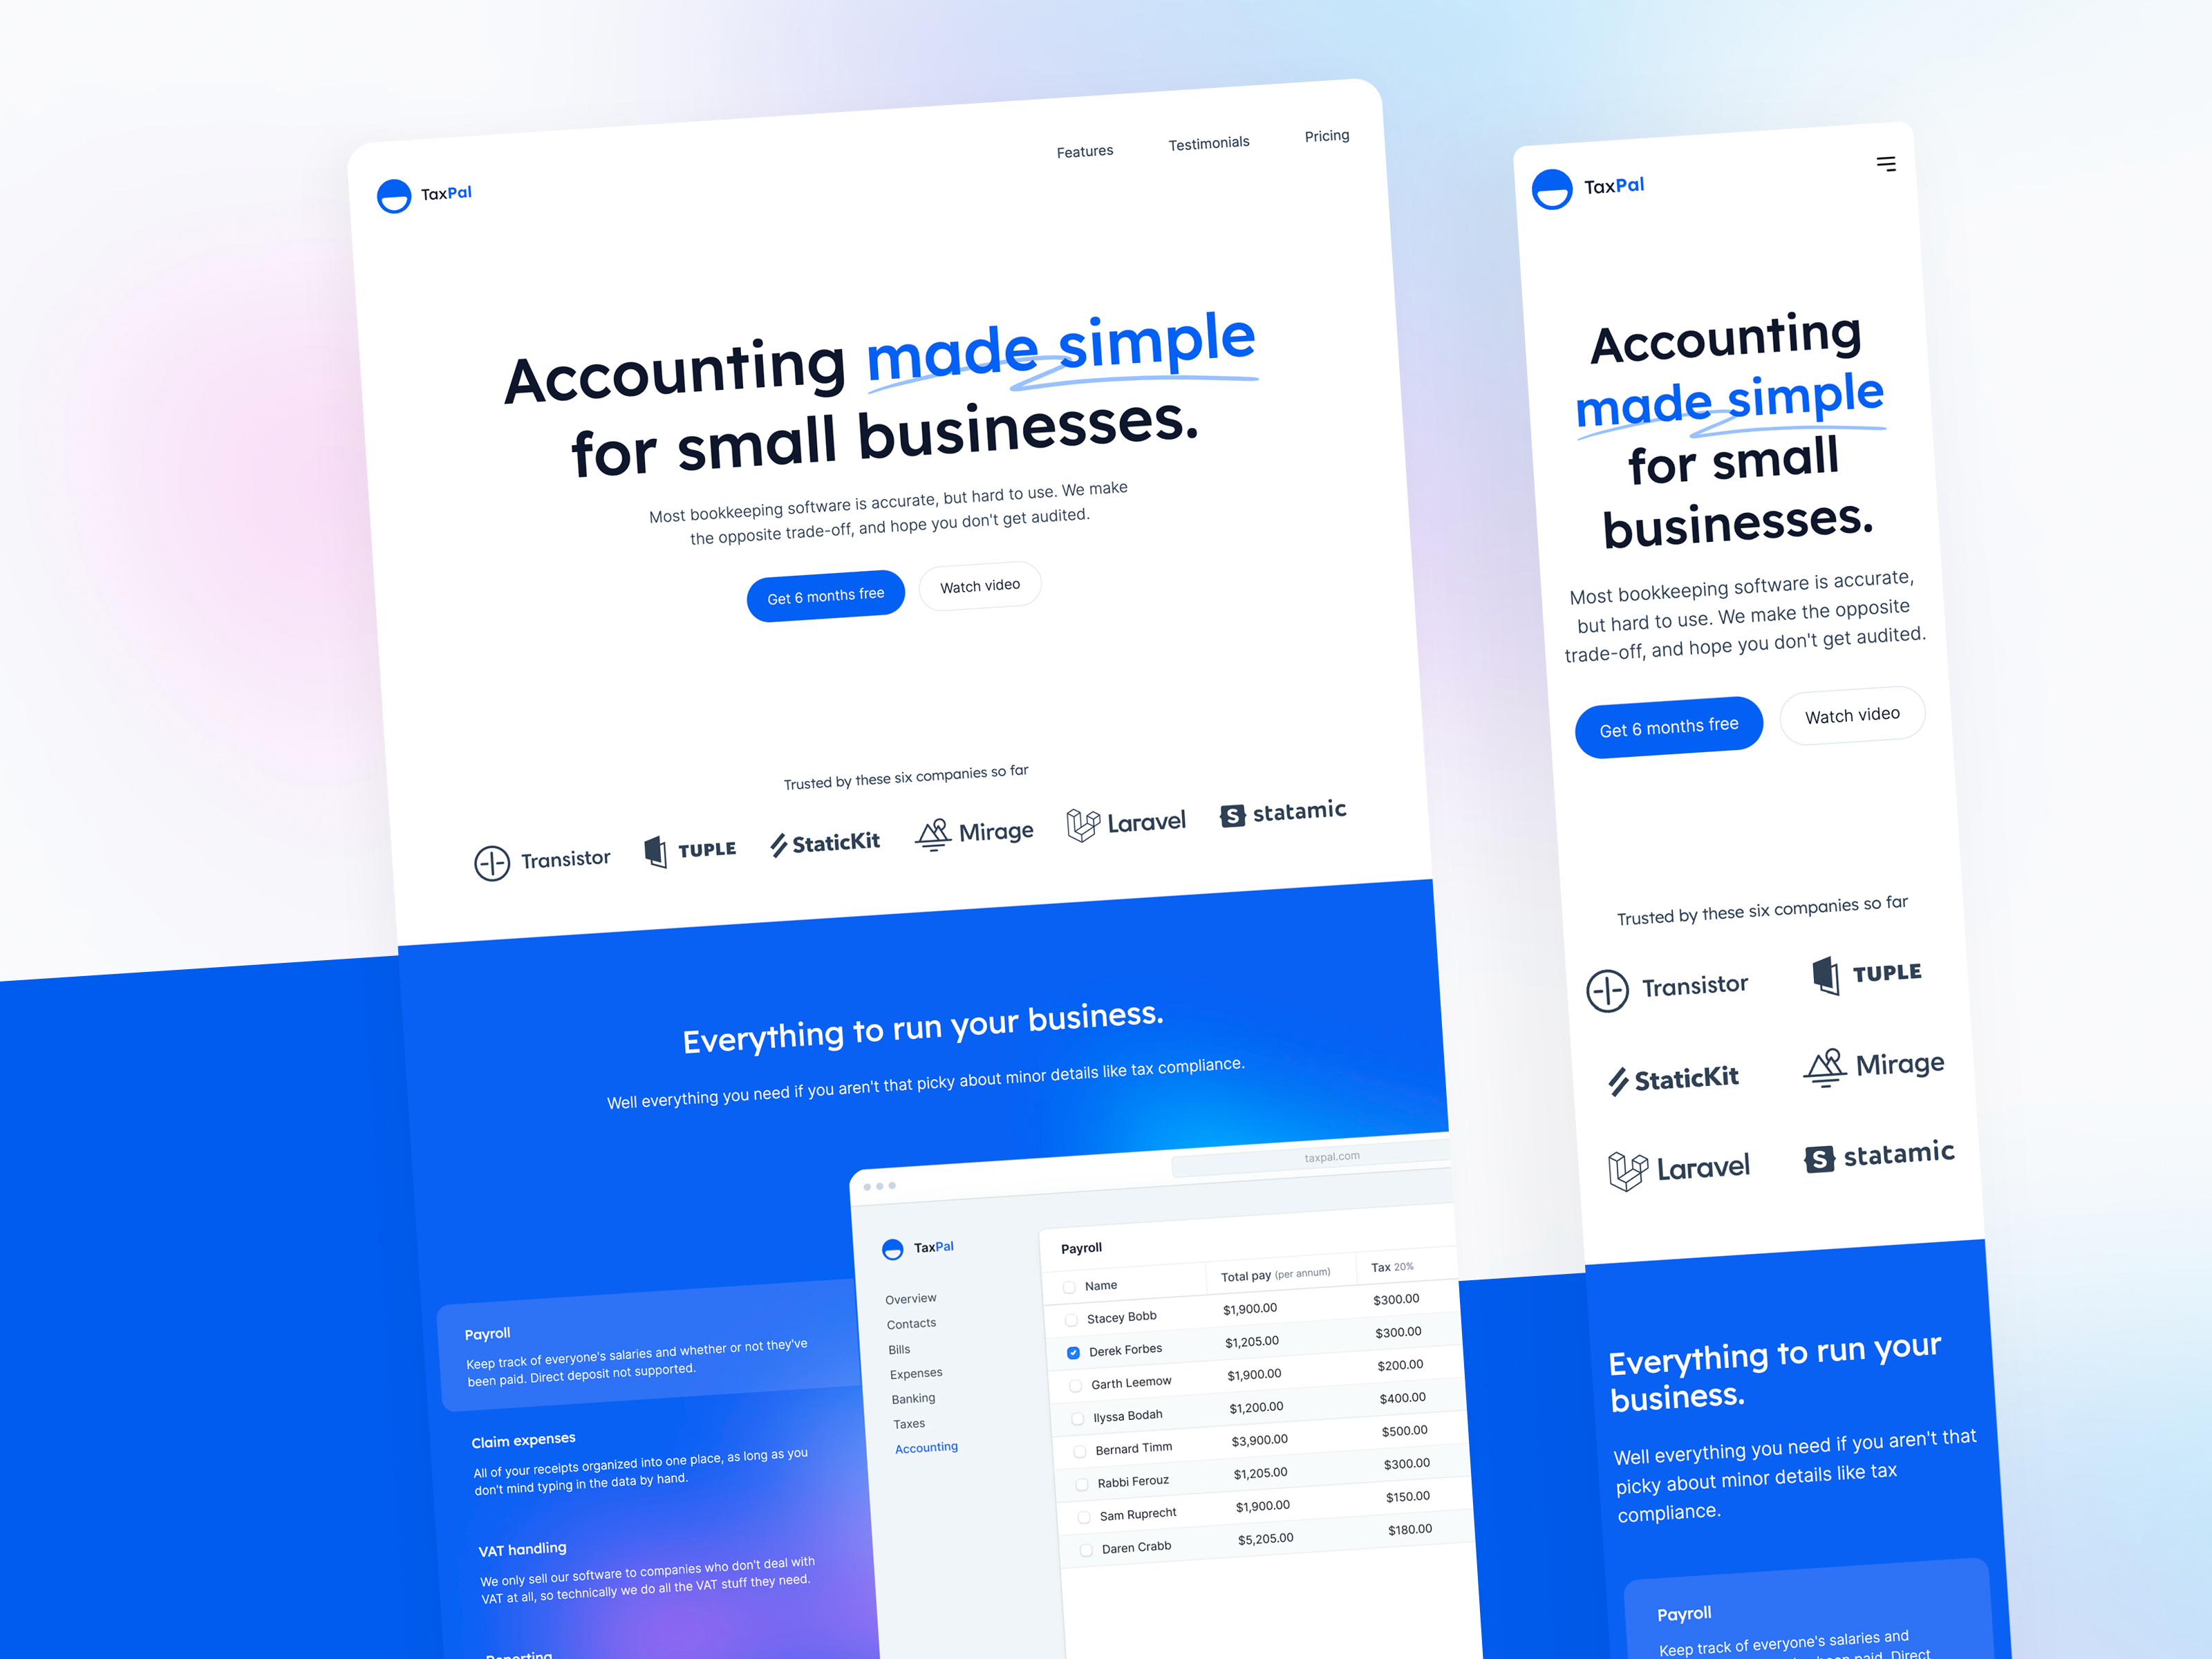 TaxPal
Features
Testimonials
Pricing
Accounting made simple
for small businesses.
Most bookkeeping software is accurate, but hard to use. We make
the opposite trade-off, and hope you don't get audited.
Get 6 months free
Watch video
Trusted by these six companies so far
Transistor
TUPLE
StaticKit
Mirage
Laravel
S statamic
Everything to run your business.
Well everything you need if you aren't that picky about minor details like tax compliance.
Payroll
Keep track of everyone's salaries and whether or not they've
been paid. Direct deposit not supported.
Claim expenses
All of your receipts organized into one place, as long as you
don't mind typing in the data by hand.
VAT handling
We only sell our software to companies who don't deal with
VAT at all, so technically we do all the VAT stuff they need.
Reporting
taxpal.com
TaxPal
Overview
Contacts
Bills
Expenses
Banking
Taxes
Accounting
Payroll
Name Total pay (per annum) Tax 20%
Stacey Bobb $1,900.00 $300.00
Derek Forbes $1,205.00 $300.00
Garth Leemow $1,900.00 $200.00
Ilyssa Bodah $1,200.00 $400.00
Bernard Timm $3,900.00 $500.00
Rabbi Ferouz $1,205.00 $300.00
Sam Ruprecht $1,900.00 $150.00
Daren Crabb $5,205.00 $180.00
TaxPal
Accounting
made simple
for small
businesses.
Most bookkeeping software is accurate,
but hard to use. We make the opposite
trade-off, and hope you don't get audited.
Get 6 months free
Watch video
Trusted by these six companies so far
Transistor
TUPLE
StaticKit
Mirage
Laravel
S statamic
Everything to run your
business.
Well everything you need if you aren't that
picky about minor details like tax
compliance.
Payroll
Keep track of everyone's salaries and
been paid. Direct